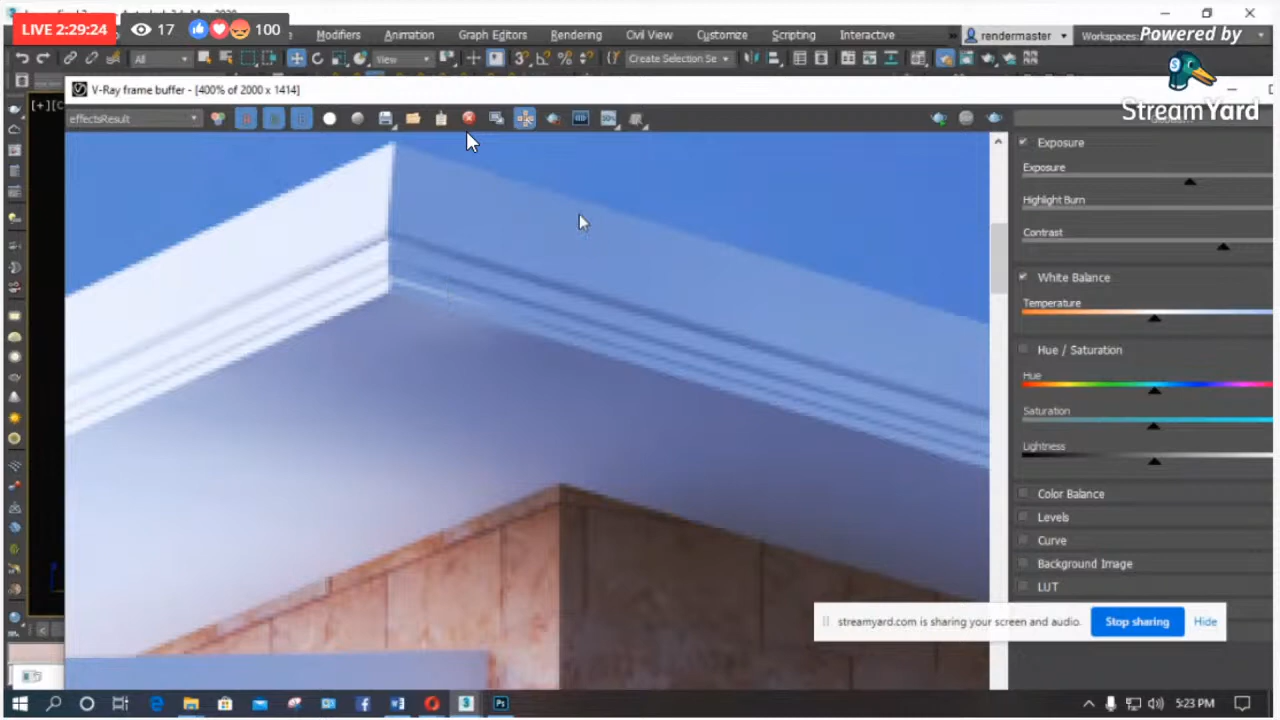 LIVE 2:29:24
17
100
Modifiers
Animation
Graph Editors
Rendering
Civil View
Customize
Scripting
Interactive
rendermaster
Workspaces:
Powered by
StreamYard
All
View
Create Selection Se
V-Ray frame buffer - [400% of 2000 x 1414]
[+][C
effectsResult
Exposure
Exposure
Highlight Burn
Contrast
White Balance
Temperature
Hue / Saturation
Hue
Saturation
Lightness
Color Balance
Levels
Curve
Background Image
LUT
streamyard.com is sharing your screen and audio.
Stop sharing
Hide
5:23 PM